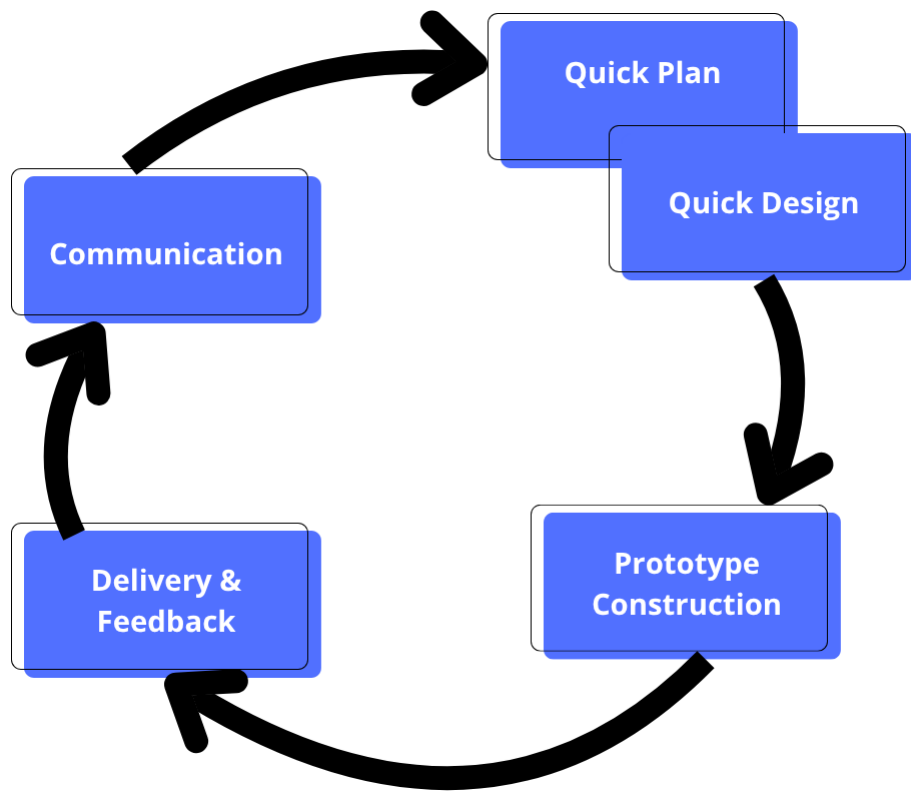 Quick Plan
Quick Design
Communication
Prototype
Construction
Delivery &
Feedback